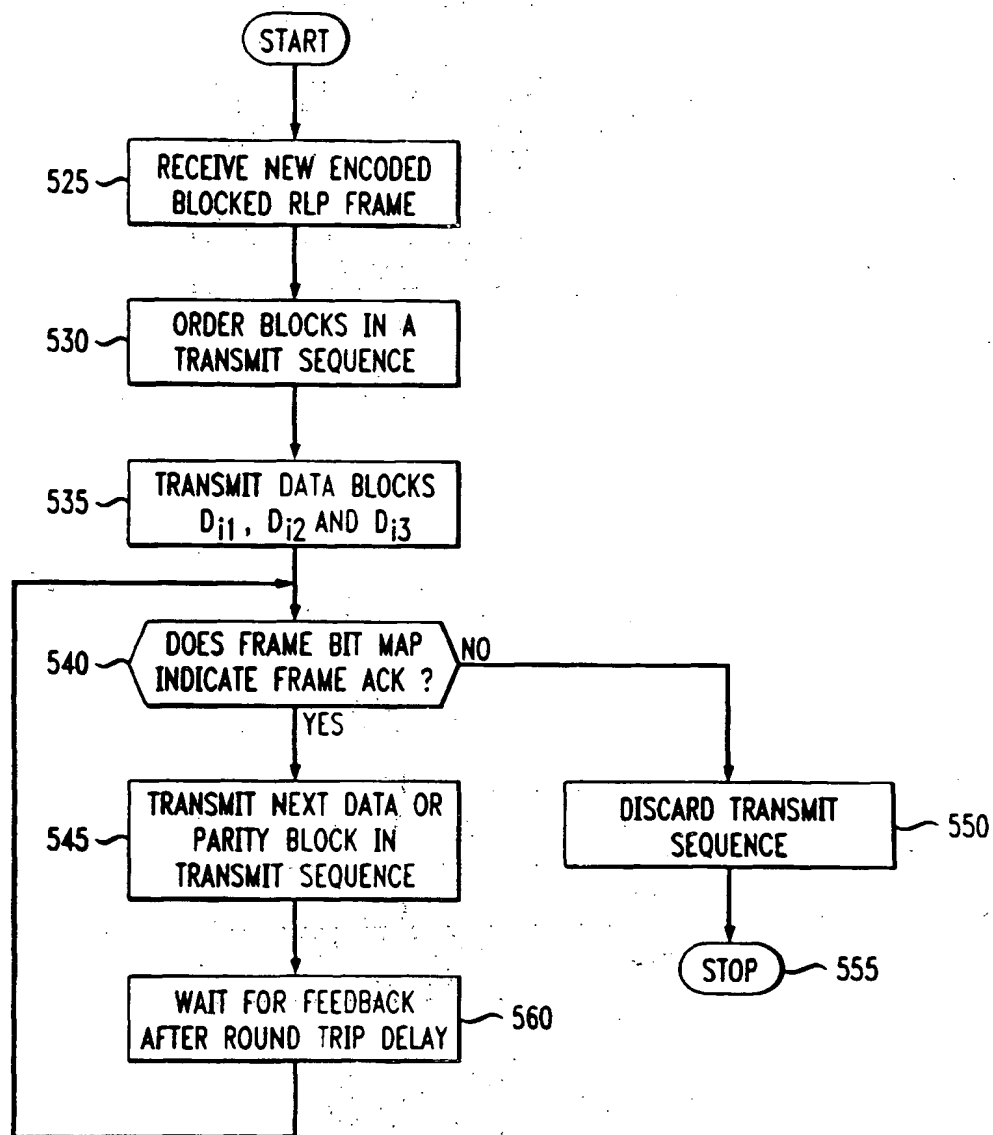 START
525
RECEIVE NEW ENCODED
BLOCKED RLP FRAME
530
ORDER BLOCKS IN A
TRANSMIT SEQUENCE
535
TRANSMIT DATA BLOCKS
Di1, Di2 AND Di3
540
DOES FRAME BIT MAP
INDICATE FRAME ACK ?
NO
YES
545
TRANSMIT NEXT DATA OR
PARITY BLOCK IN
TRANSMIT SEQUENCE
DISCARD TRANSMIT
SEQUENCE
550
STOP
555
WAIT FOR FEEDBACK
AFTER ROUND TRIP DELAY
560